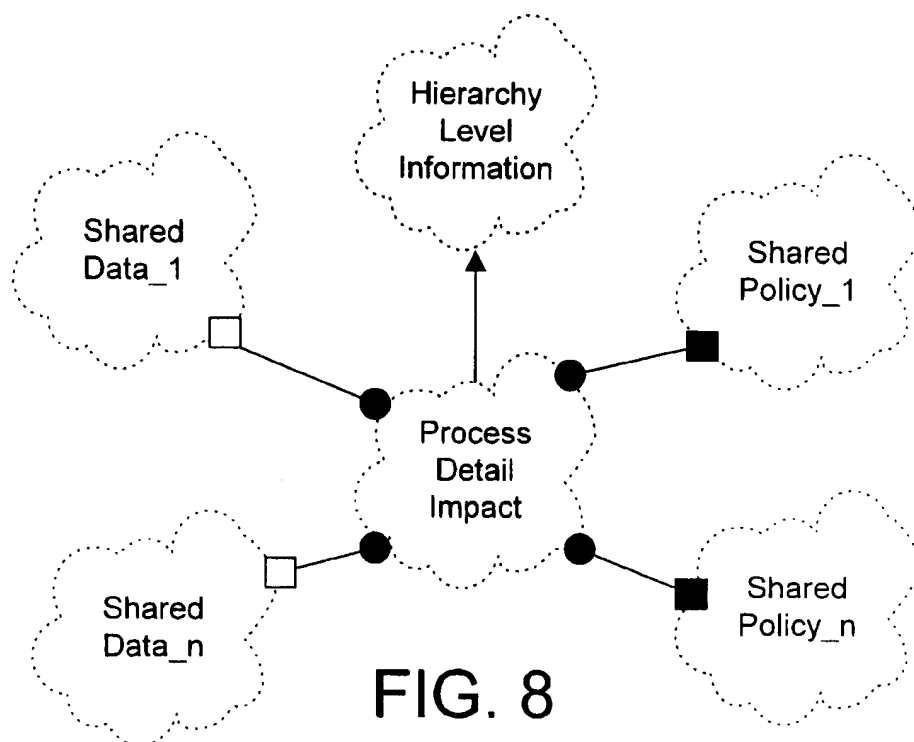 Hierarchy
Level
Information
Shared
Data_1
Shared
Policy_1
Process
Detail
Impact
Shared
Data_n
Shared
Policy_n
FIG. 8